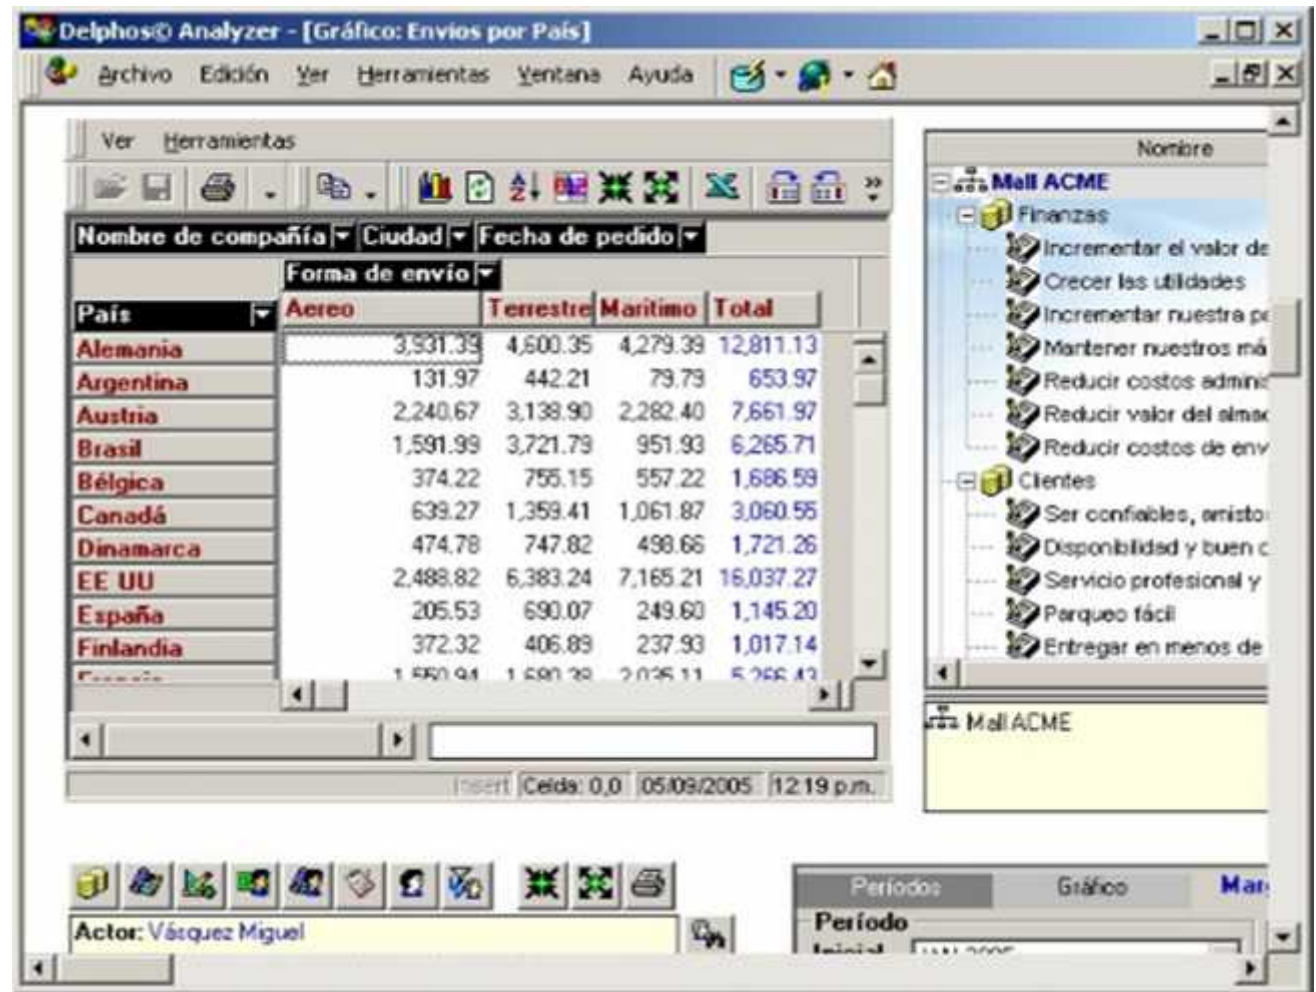 Delphos© Analyzer - [Gráfico: Envios por País]
Archivo Edición Ver Herramientas Ventana Ayuda
Ver Herramientas
Nombre de compañía Ciudad Fecha de pedido
Forma de envío
País Aereo Terrestre Maritimo Total
Alemania 3,931.39 4,600.35 4,279.39 12,811.13
Argentina 131.97 442.21 79.79 653.97
Austria 2,240.67 3,138.90 2,282.40 7,661.97
Brasil 1,591.99 3,721.79 951.93 6,265.71
Bélgica 374.22 755.15 557.22 1,686.59
Canadá 639.27 1,359.41 1,061.87 3,060.55
Dinamarca 474.78 747.82 498.66 1,721.26
EE UU 2,488.82 6,383.24 7,165.21 16,037.27
España 205.53 690.07 249.60 1,145.20
Finlandia 372.32 406.89 237.93 1,017.14
Insert Celda: 0,0 05/09/2005 12:19 p.m.
Nombre
Mall ACME
Finanzas
Incrementar el valor de
Crecer las utilidades
Incrementar nuestra
Mantener nuestros
Reducir costos
Reducir valor del
Reducir costos de
Clientes
Ser confiables,
Disponibilidad y buen
Servicio profesional y
Parqueo fácil
Entregar en menos de
Mall ACME
Actor: Vásquez Miguel
Períodos Gráfico
Período